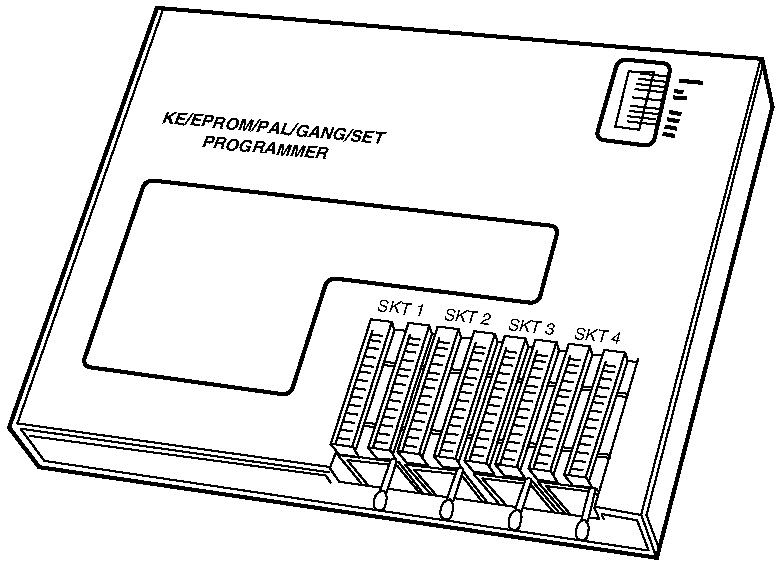 KE/EPROM/PAL/GANG/SET
PROGRAMMER
SKT 1
SKT 2
SKT 3
SKT 4